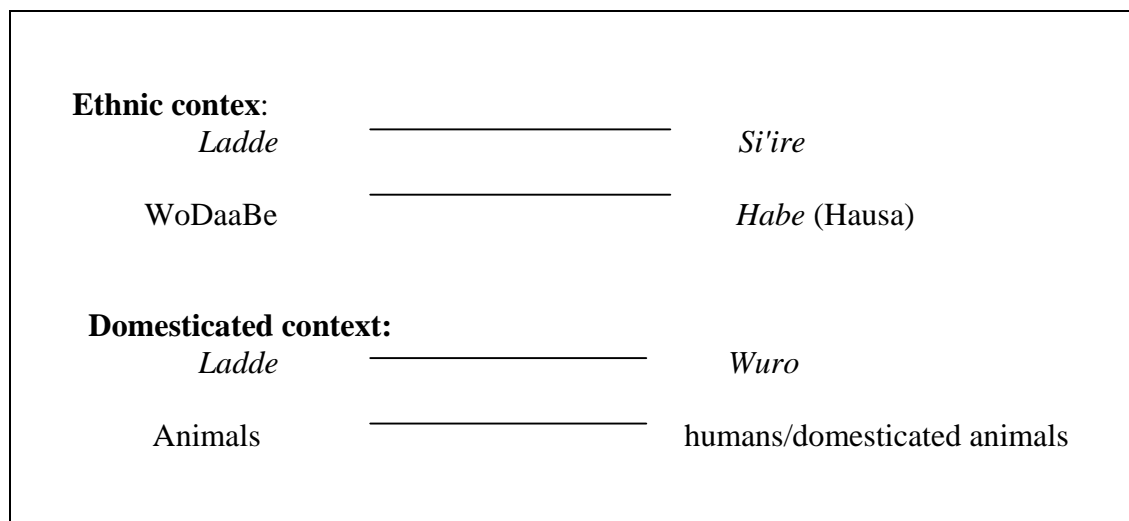 Ethnic contex:
Ladde Si'ire
WoDaaBe Habe (Hausa)
Domesticated context:
Ladde Wuro
Animals humans/domesticated animals